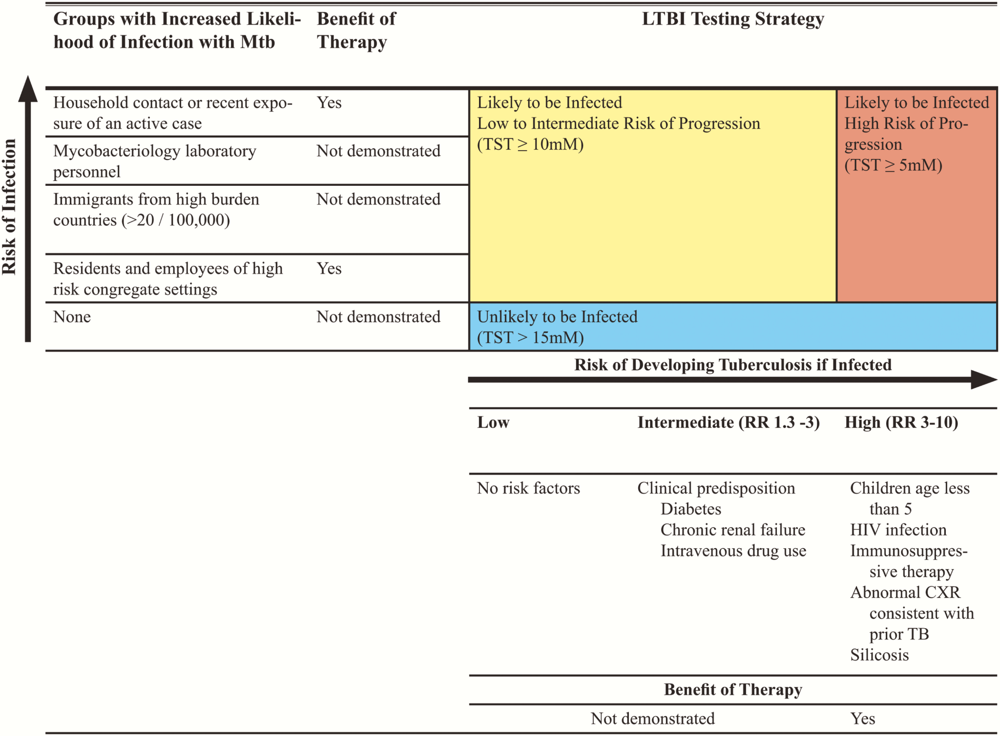 Groups with Increased Likeli-
hood of Infection with Mtb
Benefit of
Therapy
LTBI Testing Strategy
Risk of Infection
Household contact or recent expo-
sure of an active case
Yes
Likely to be Infected
Low to Intermediate Risk of Progression
(TST ≥ 10mM)
Likely to be Infected
High Risk of Pro-
gression
(TST ≥ 5mM)
Mycobacteriology laboratory
personnel
Not demonstrated
Immigrants from high burden
countries (>20 / 100,000)
Not demonstrated
Residents and employees of high
risk congregate settings
Yes
None
Not demonstrated
Unlikely to be Infected
(TST > 15mM)
Risk of Developing Tuberculosis if Infected
Low
Intermediate (RR 1.3 -3)
High (RR 3-10)
No risk factors
Clinical predisposition
Diabetes
Chronic renal failure
Intravenous drug use
Children age less
than 5
HIV infection
Immunosuppres-
sive therapy
Abnormal CXR
consistent with
prior TB
Silicosis
Benefit of Therapy
Not demonstrated
Yes